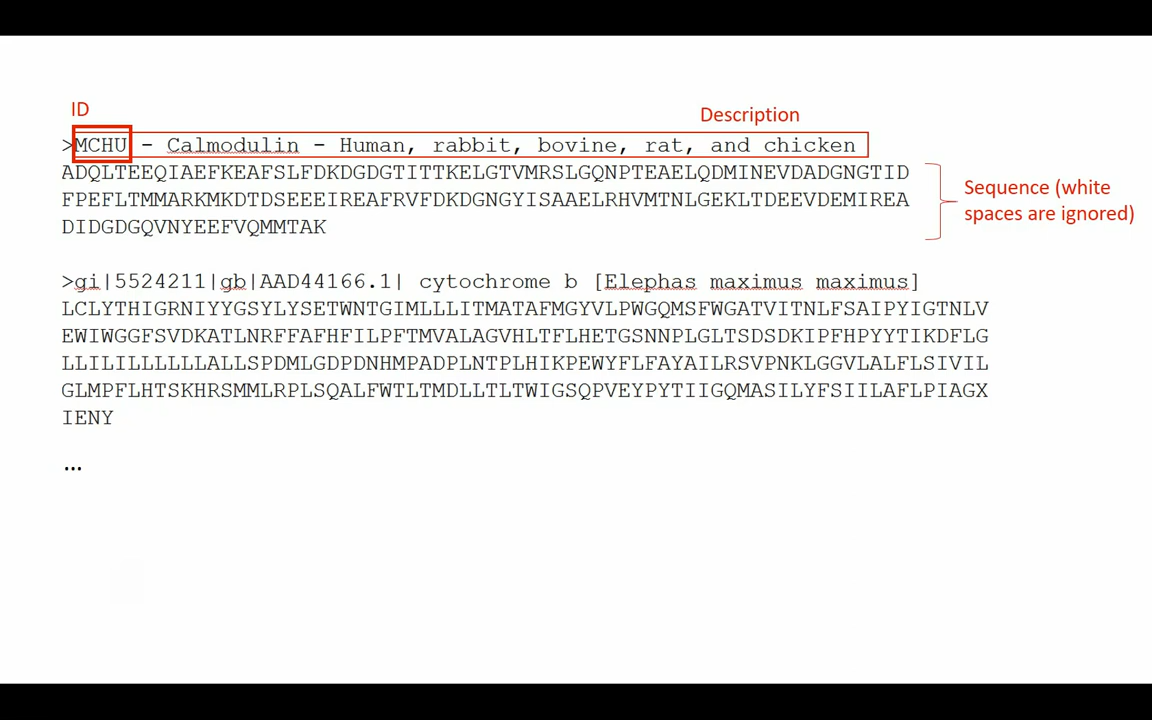 ID
Description
>MCHU - Calmodulin - Human, rabbit, bovine, rat, and chicken
ADQLTEEQIAEFKEAFSLFDKDGDGTITTKELGTVMRSLGQNPTEAELQDMINEVDADGNGTID
FPEFLTMMARKMKDTDSEEEIREAFRVFDKDGNGYISAAELRHVMTNLGEKLTDEEVDEMIREA
DIDGDGQVNYEEFVQMMTAK
Sequence (white
spaces are ignored)
>gi|5524211|gb|AAD44166.1| cytochrome b [Elephas maximus maximus]
LCLYTHIGRNIYYGSYLYSETWNTGIMLLLITMATAFMGYVLPWGQMSFWGATVITNLFSAIPYIGTNLV
EWIWGGFSVDKATLNRFFAFHFILPFTMVALAGVHLTFLHETGSNNPLGLTSDSDKIPFHPYYTIKDFLG
LLILILLLLLLALLSPDMLGDPDNHMPADPLNTPLHIKPEWYFLFAYAILRSVPNKLGGVLALFLSIVIL
GLMPFLHTSKHRSMMLRPLSQALFWTLTMDLLTLTWIGSQPVEYPYTIIGQMASILYFSIILAFLPIAGX
IENY
...